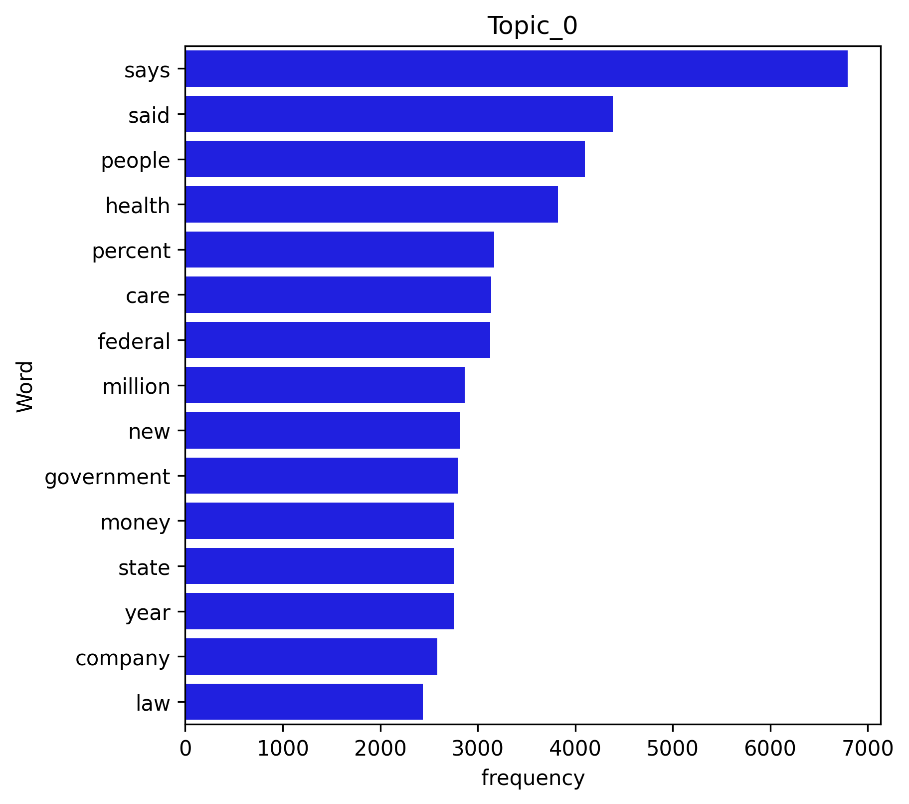 Topic_0
Word
says
said
people
health
percent
care
federal
million
new
government
money
state
year
company
law
0 1000 2000 3000 4000 5000 6000 7000
frequency